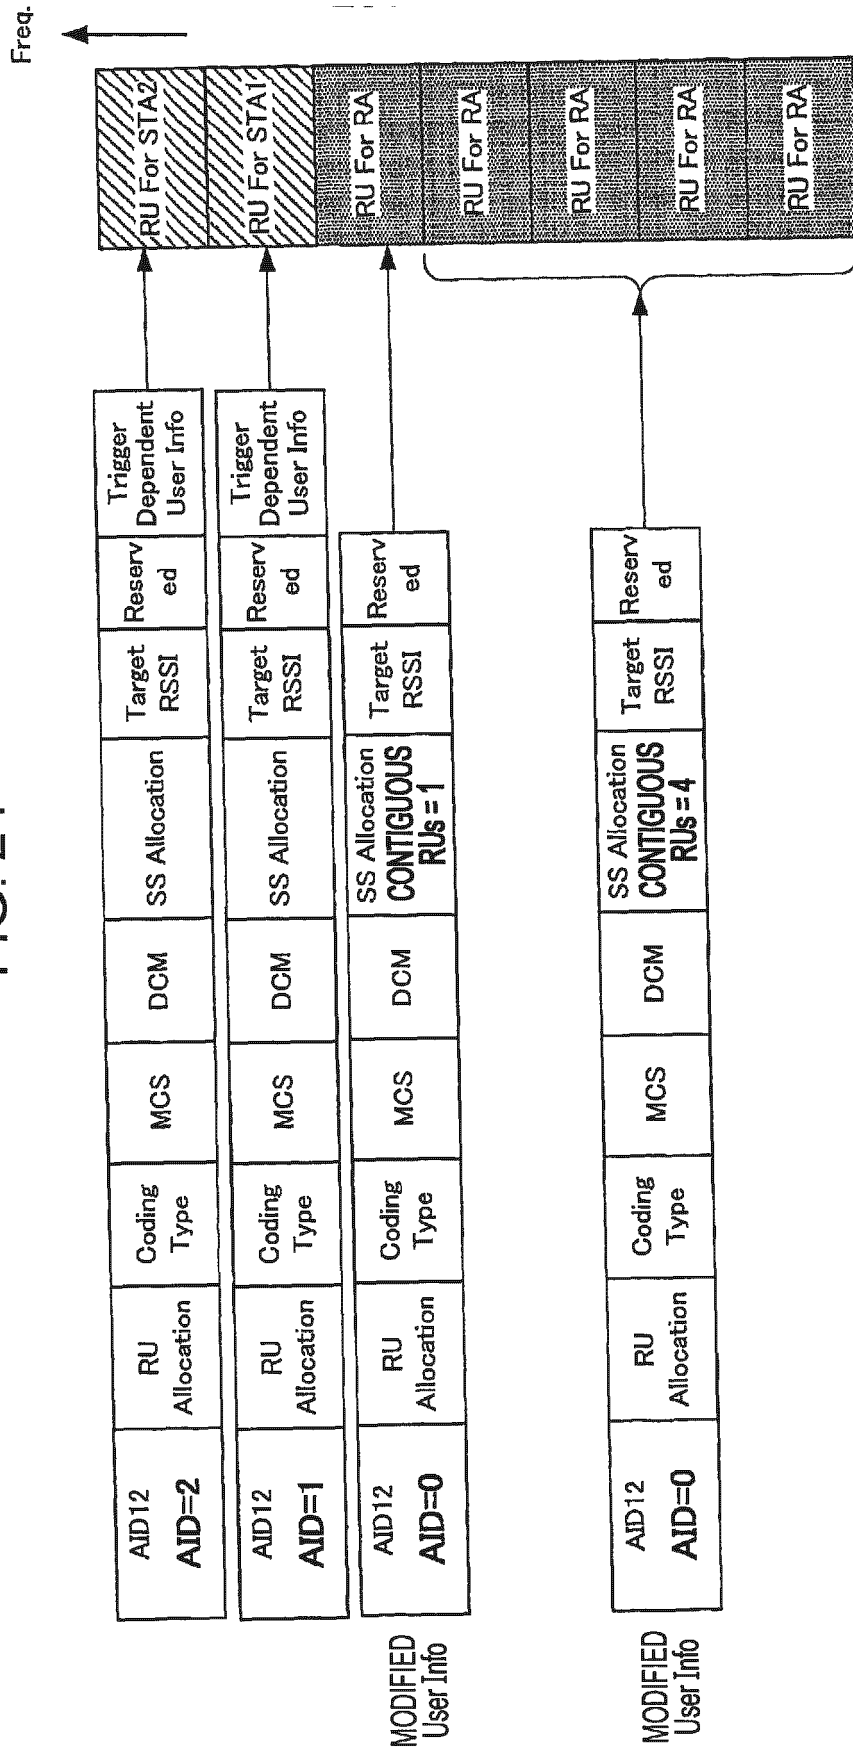 Freq.
AID12
AID=2
RU
Allocation
Coding
Type
MCS
DCM
SS Allocation
Target
RSSI
Reserv
ed
Trigger
Dependent
User Info
RU For STA2
AID12
AID=1
RU
Allocation
Coding
Type
MCS
DCM
SS Allocation
Target
RSSI
Reserv
ed
Trigger
Dependent
User Info
RU For STA1
MODIFIED
User Info
AID12
AID=0
RU
Allocation
Coding
Type
MCS
DCM
SS Allocation
CONTIGUOUS
RUs = 1
Target
RSSI
Reserv
ed
RU For RA
RU For RA
RU For RA
RU For RA
RU For RA
MODIFIED
User Info
AID12
AID=0
RU
Allocation
Coding
Type
MCS
DCM
SS Allocation
CONTIGUOUS
RUs = 4
Target
RSSI
Reserv
ed